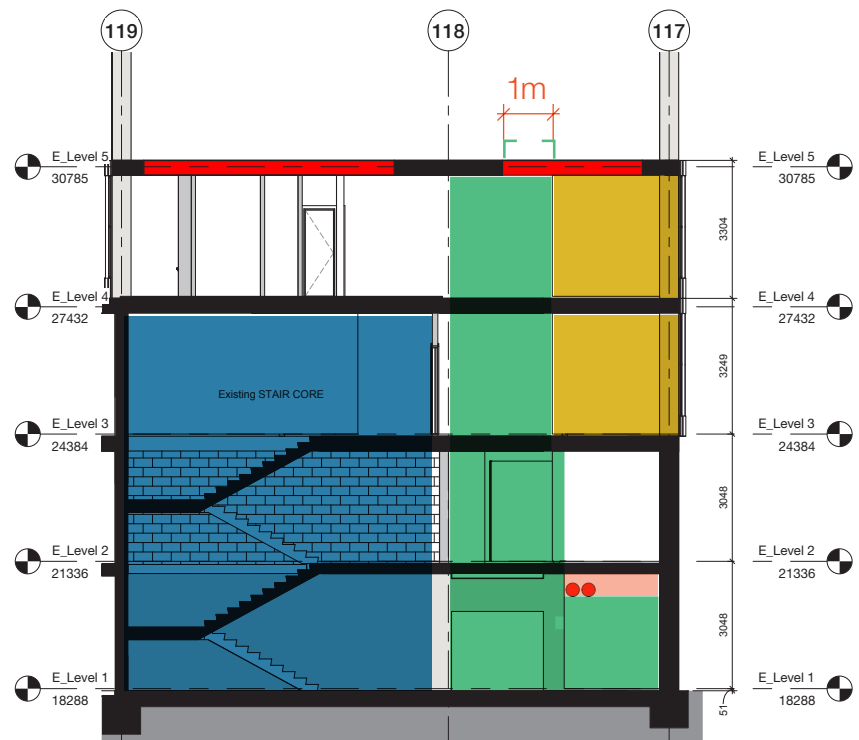 119
118
117
1m
E_Level 5
30785
E_Level 5
30785
3304
E_Level 4
27432
E_Level 4
27432
3249
Existing STAIR CORE
E_Level 3
24384
E_Level 3
24384
3048
E_Level 2
21336
E_Level 2
21336
3048
E_Level 1
18288
E_Level 1
18288
51